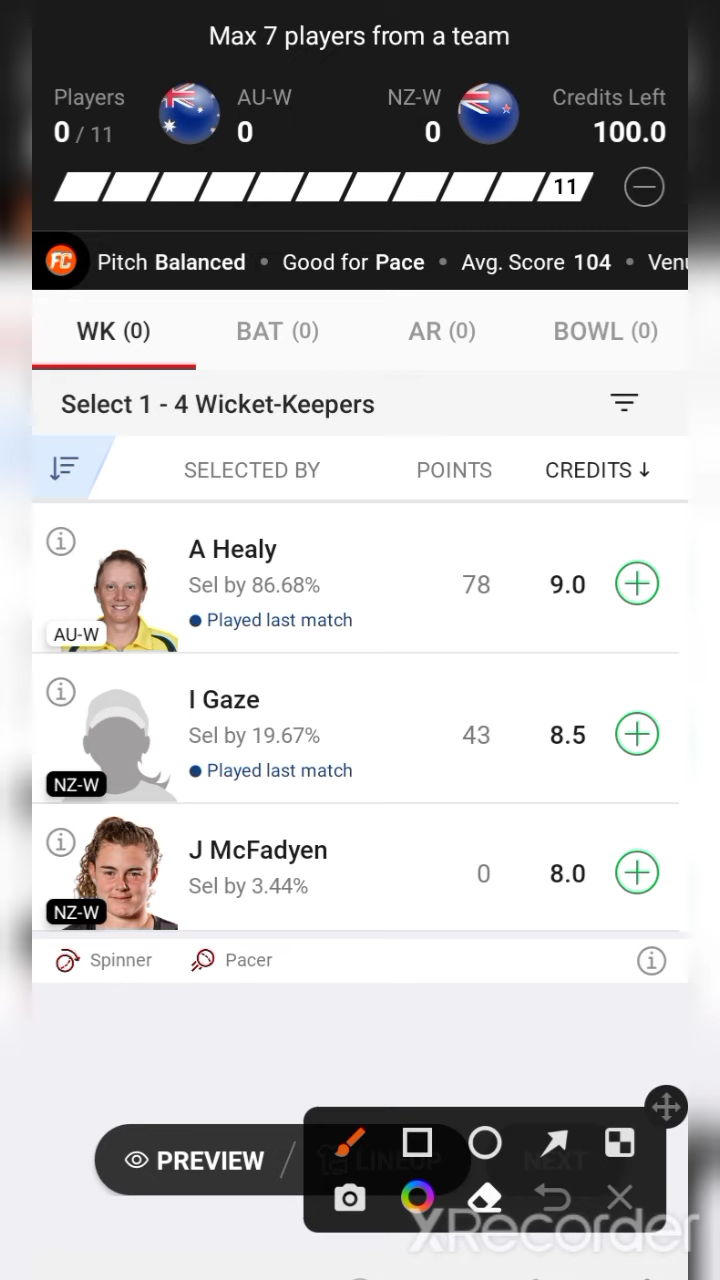 Max 7 players from a team
Players AU-W NZ-W Credits Left
0 / 11 0 0 100.0
11
FC Pitch Balanced • Good for Pace • Avg. Score 104 •
WK (0) BAT (0) AR (0) BOWL (0)
Select 1 - 4 Wicket-Keepers
SELECTED BY POINTS CREDITS ↓
A Healy
Sel by 86.68% 78 9.0
Played last match
AU-W
I Gaze
Sel by 19.67% 43 8.5
Played last match
NZ-W
J McFadyen
Sel by 3.44% 0 8.0
NZ-W
Spinner Pacer
PREVIEW LINEUP NEXT
XRecorder